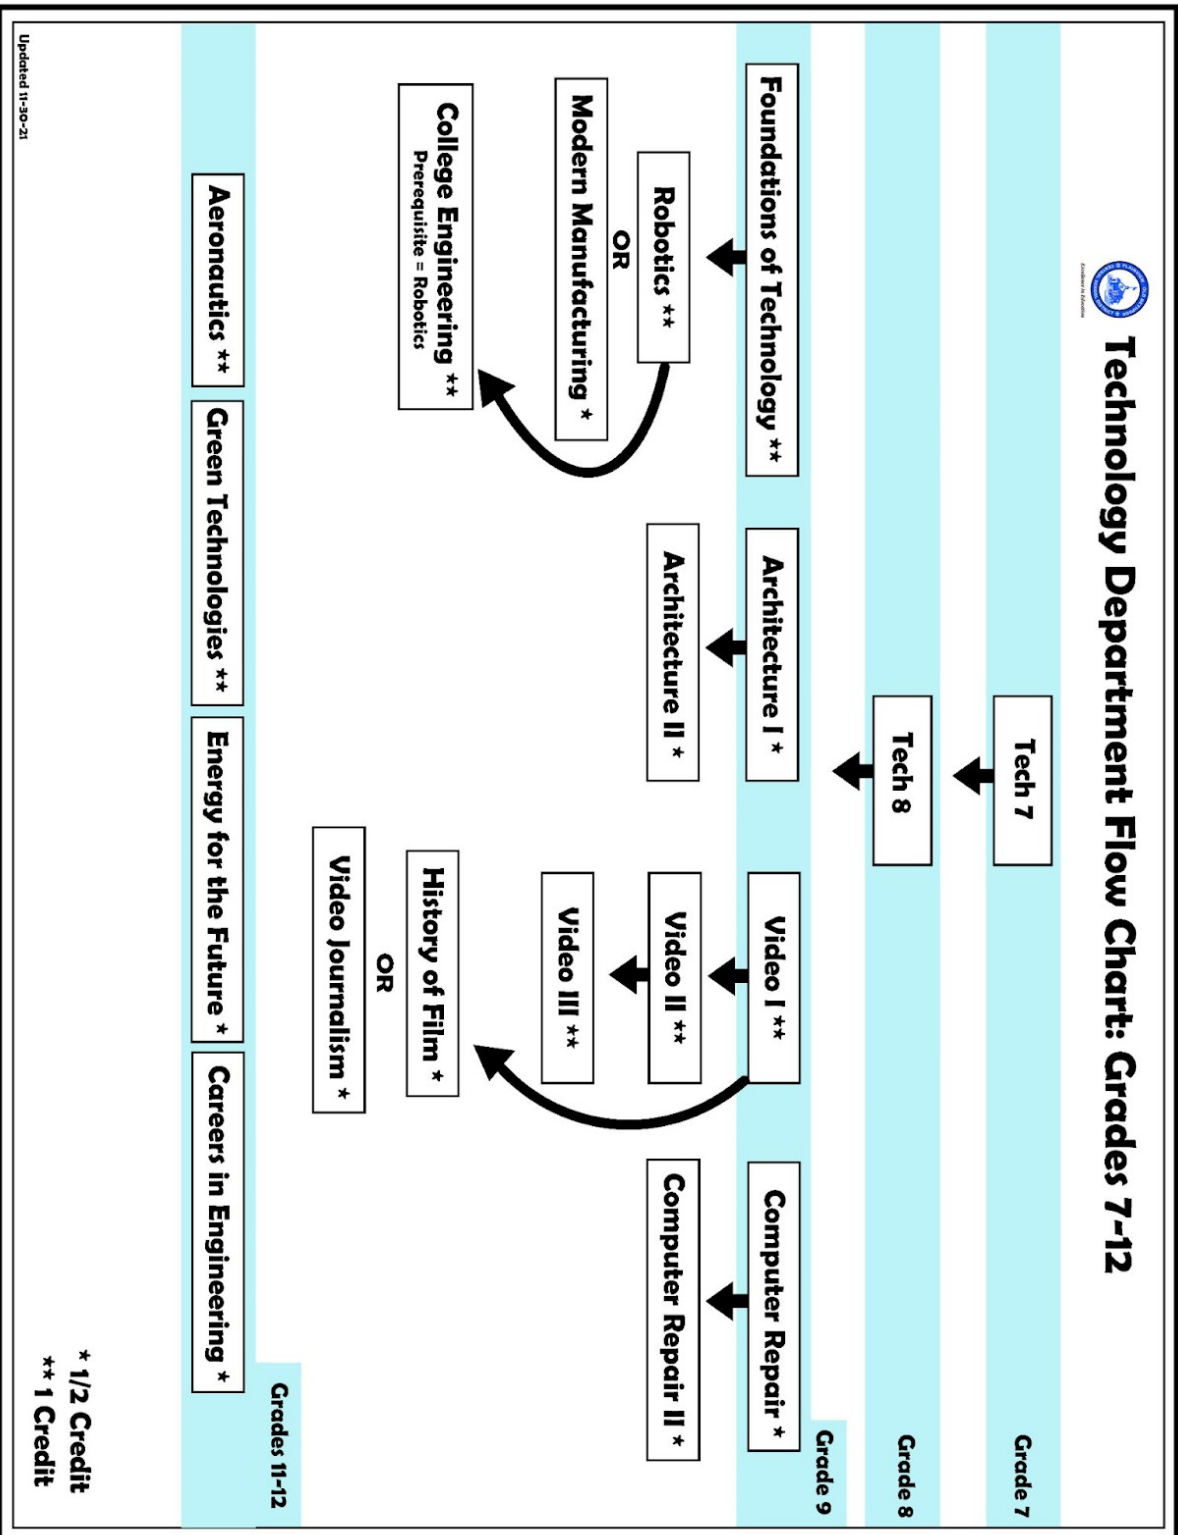 Technology Department Flow Chart: Grades 7-12
Excellence in Education
Grade 7
Tech 7
Grade 8
Tech 8
Grade 9
Foundations of Technology **
Architecture I *
Video I **
Computer Repair *
Robotics **
OR
Modern Manufacturing *
Architecture II *
Video II **
Computer Repair II *
Video III **
College Engineering **
Prerequisite = Robotics
History of Film *
OR
Video Journalism *
Grades 11-12
Aeronautics **
Green Technologies **
Energy for the Future *
Careers in Engineering *
* 1/2 Credit
** 1 Credit
Updated 11-30-21